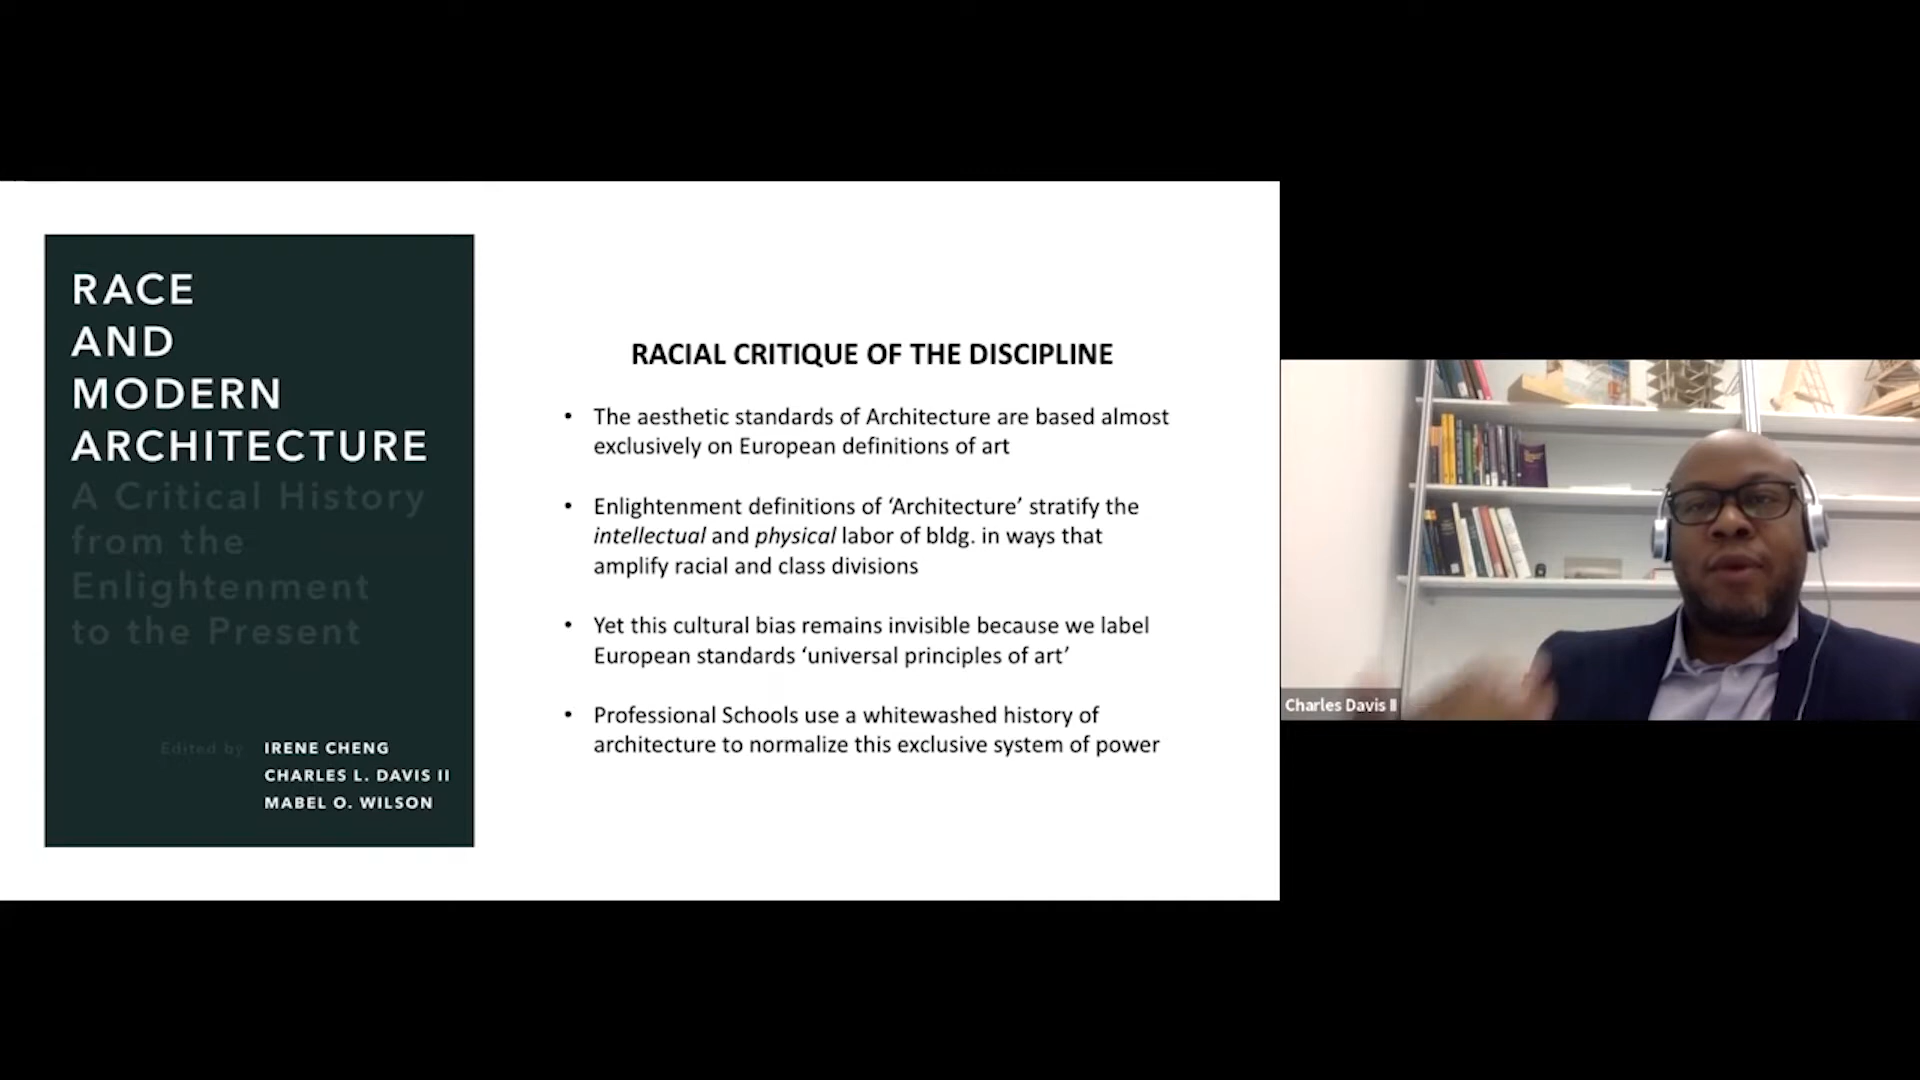 RACE
AND
MODERN
ARCHITECTURE
A Critical History
from the
Enlightenment
to the Present
Edited by IRENE CHENG
CHARLES L. DAVIS II
MABEL O. WILSON
RACIAL CRITIQUE OF THE DISCIPLINE
• The aesthetic standards of Architecture are based almost
exclusively on European definitions of art
• Enlightenment definitions of ‘Architecture’ stratify the
intellectual and physical labor of bldg. in ways that
amplify racial and class divisions
• Yet this cultural bias remains invisible because we label
European standards ‘universal principles of art’
• Professional Schools use a whitewashed history of
architecture to normalize this exclusive system of power
Charles Davis II